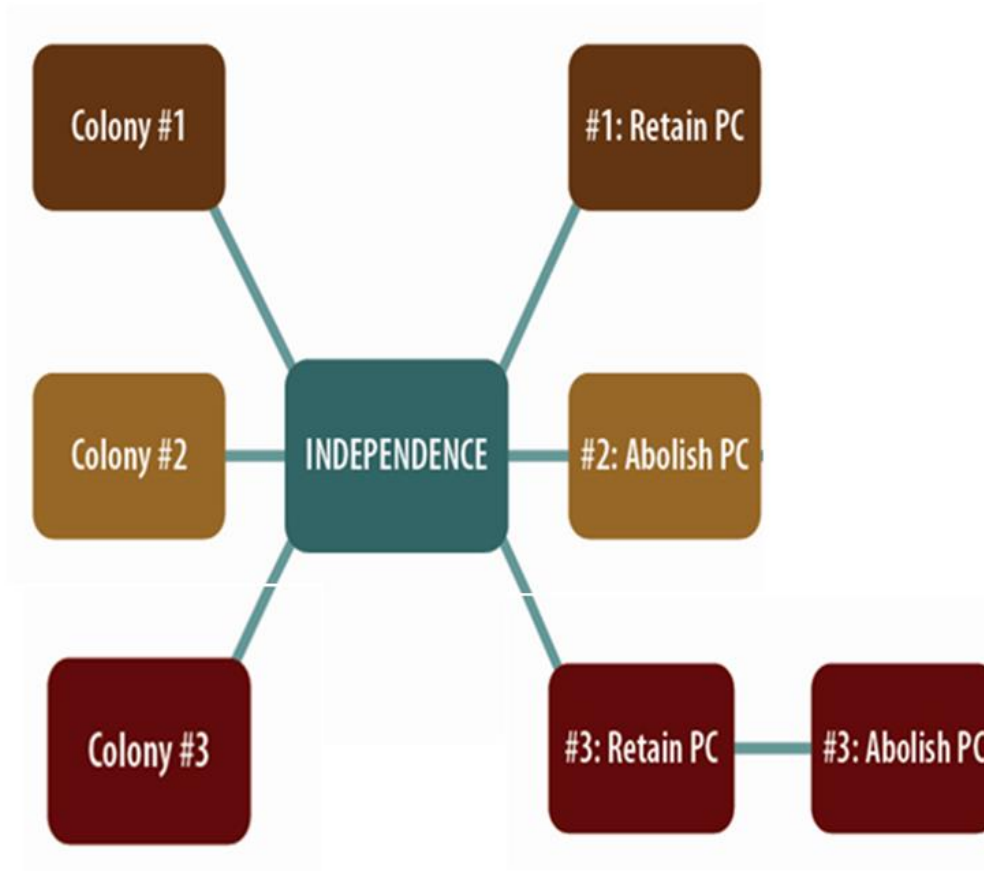 Colony #1
#1: Retain PC
Colony #2
INDEPENDENCE
#2: Abolish PC
Colony #3
#3: Retain PC
#3: Abolish PC